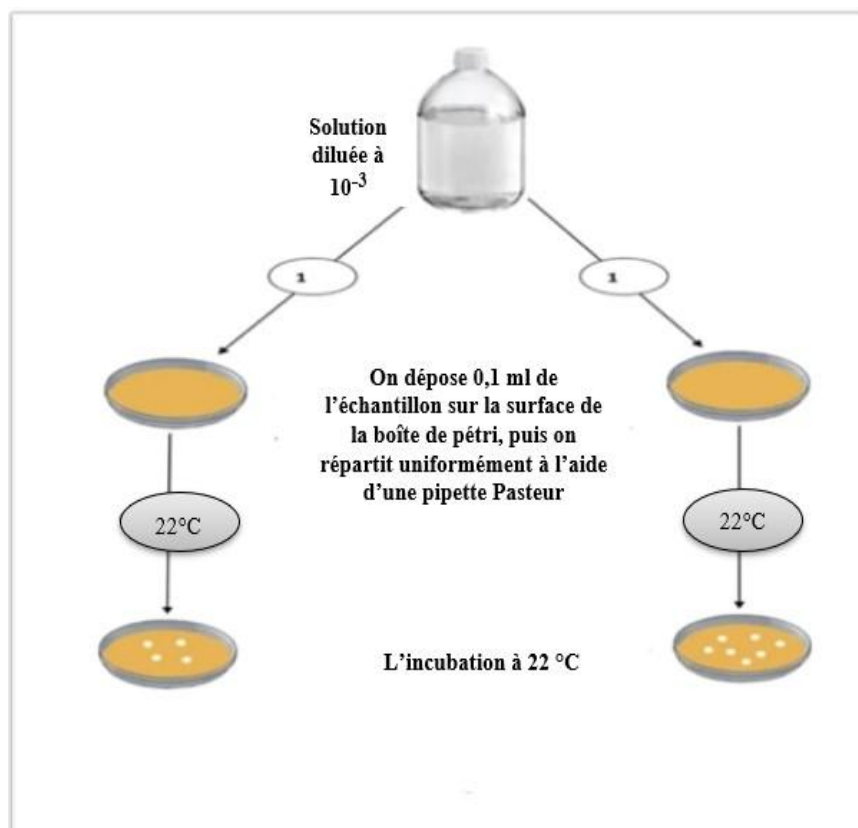 Solution
diluée à
10⁻³
1
1
On dépose 0,1 ml de
l'échantillon sur la surface de
la boîte de pétri, puis on
répartit uniformément à l'aide
d'une pipette Pasteur
22°C
22°C
L'incubation à 22 °C